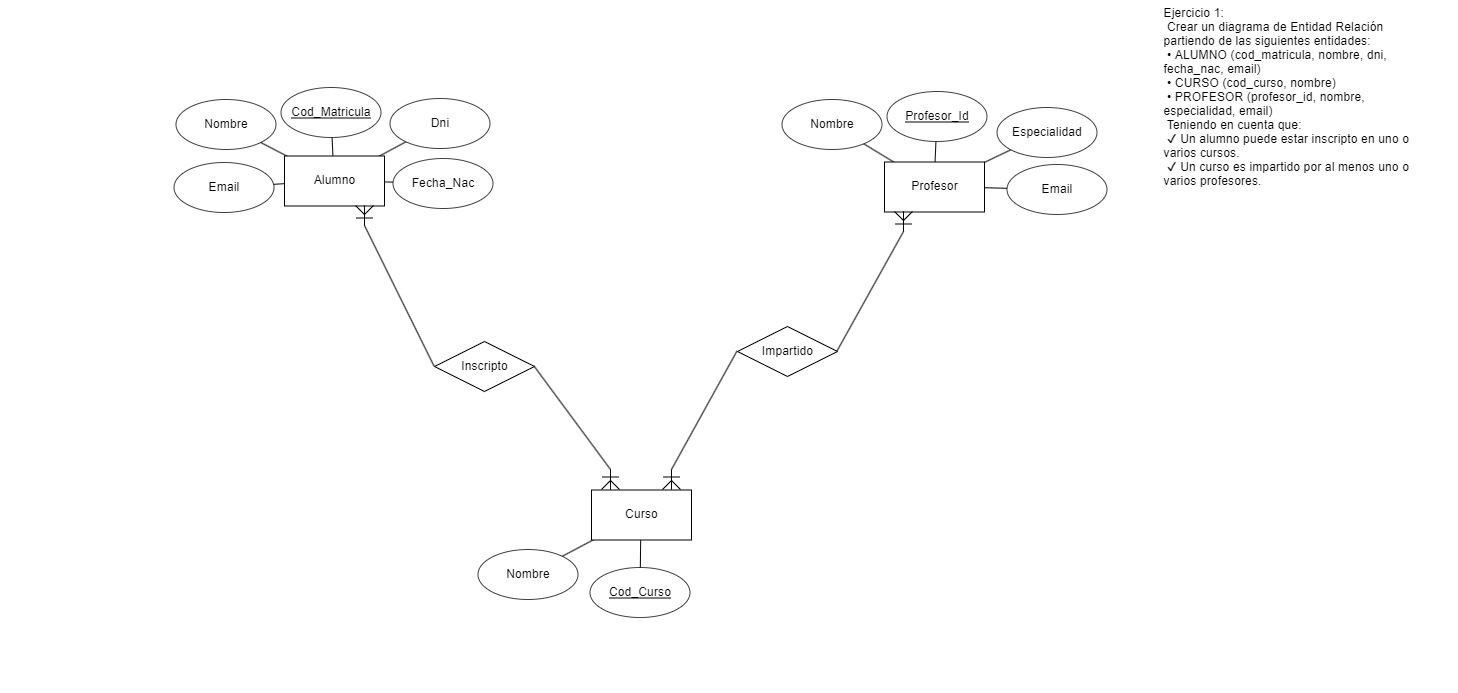 Ejercicio 1:
Crear un diagrama de Entidad Relación
partiendo de las siguientes entidades:
• ALUMNO (cod_matricula, nombre, dni,
fecha_nac, email)
• CURSO (cod_curso, nombre)
• PROFESOR (profesor_id, nombre,
especialidad, email)
Teniendo en cuenta que:
✓ Un alumno puede estar inscripto en uno o
varios cursos.
✓ Un curso es impartido por al menos uno o
varios profesores.
Nombre
Cod_Matricula
Dni
Email
Alumno
Fecha_Nac
Nombre
Profesor_Id
Especialidad
Profesor
Email
Inscripto
Impartido
Curso
Nombre
Cod_Curso